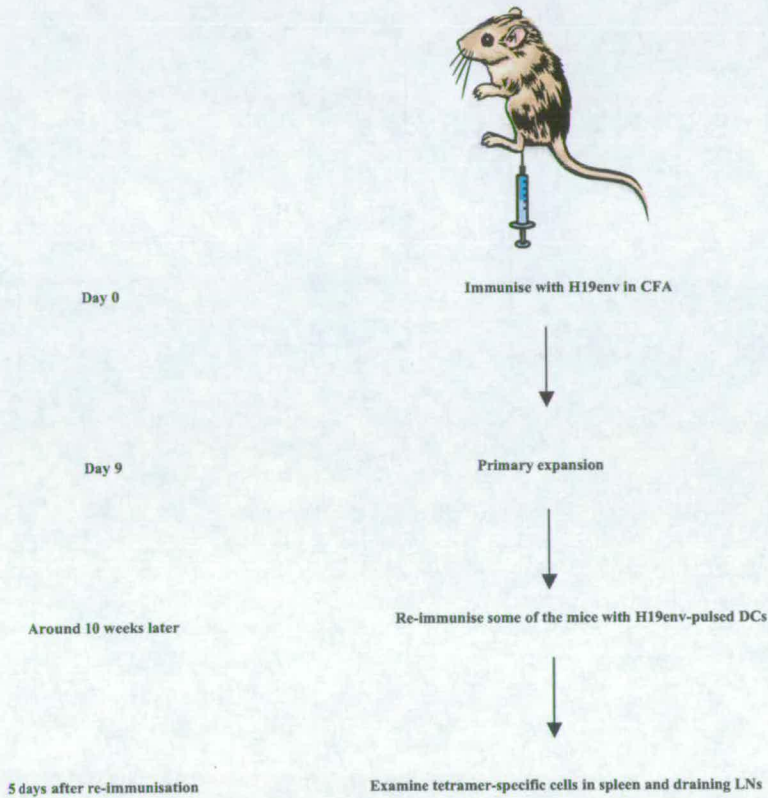 Day 0
Immunise with H19env in CFA
Day 9
Primary expansion
Around 10 weeks later
Re-immunise some of the mice with H19env-pulsed DCs
5 days after re-immunisation
Examine tetramer-specific cells in spleen and draining LNs